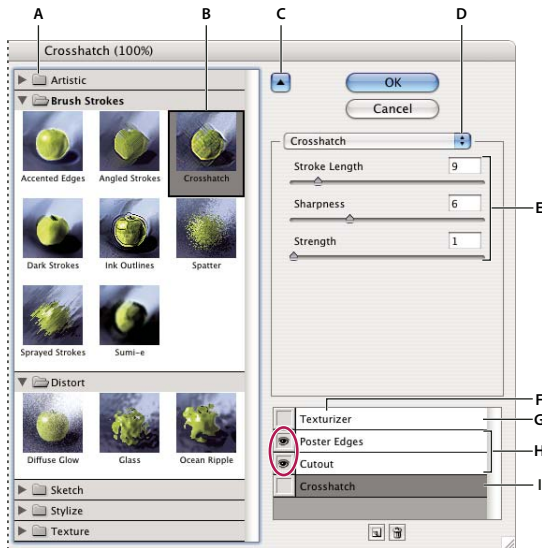 A B C D
Crosshatch (100%)
Artistic
Brush Strokes
Accented Edges Angled Strokes Crosshatch
Dark Strokes Ink Outlines Spatter
Sprayed Strokes Sumi-e
Distort
Diffuse Glow Glass Ocean Ripple
Sketch
Stylize
Texture
OK
Cancel
Crosshatch
Stroke Length 9
Sharpness 6
Strength 1
E
F
Texturizer
G
Poster Edges
H
Cutout
Crosshatch
I